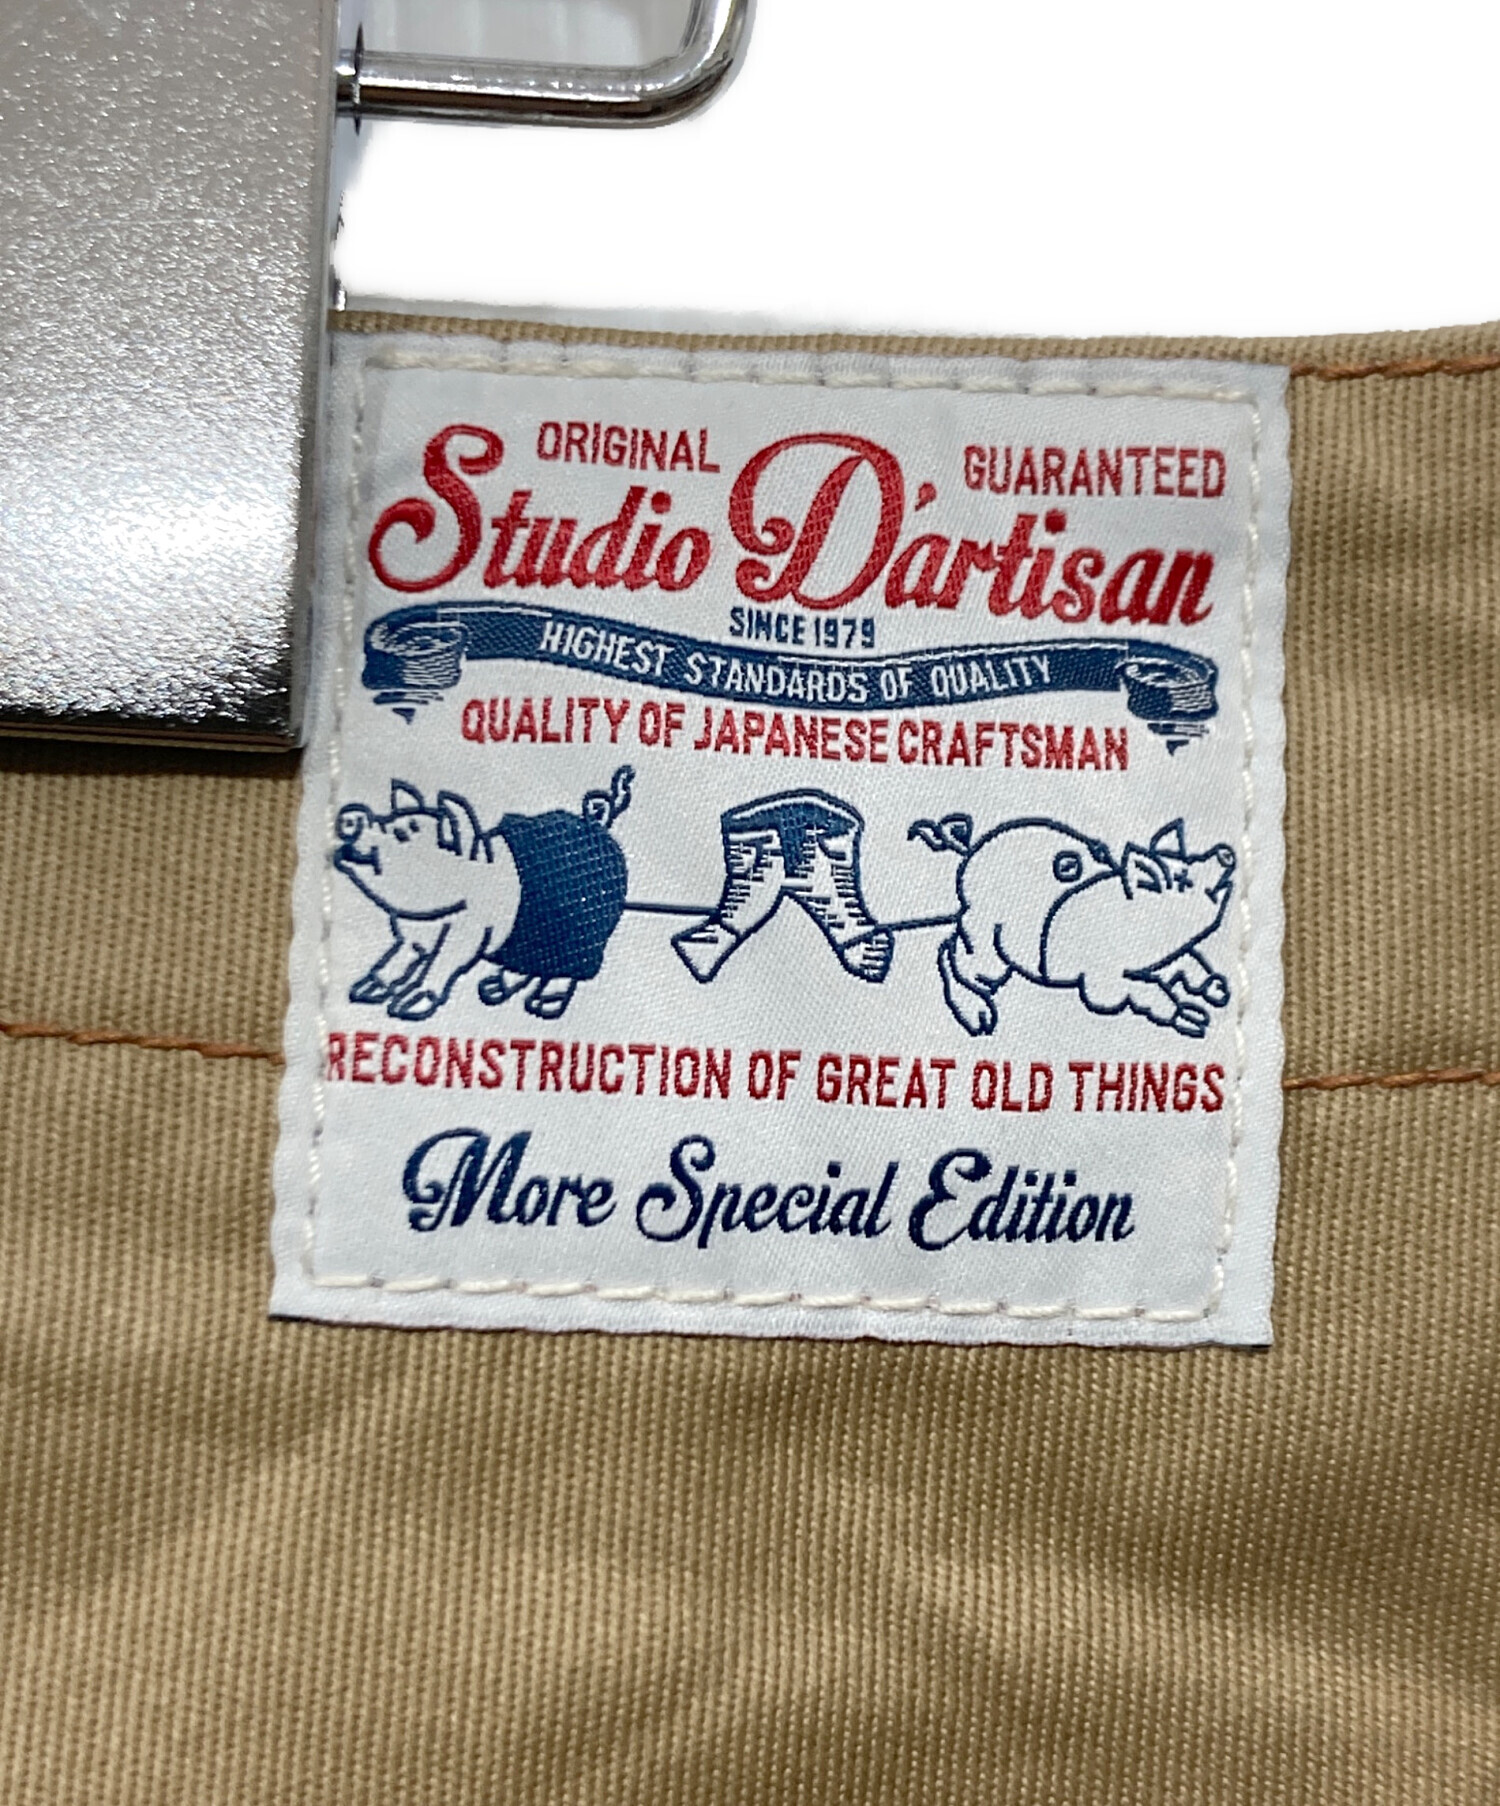 ORIGINAL GUARANTEED
Studio D'artisan
SINCE 1979
HIGHEST STANDARDS OF QUALITY
QUALITY OF JAPANESE CRAFTSMAN
RECONSTRUCTION OF GREAT OLD THINGS
More Special Edition